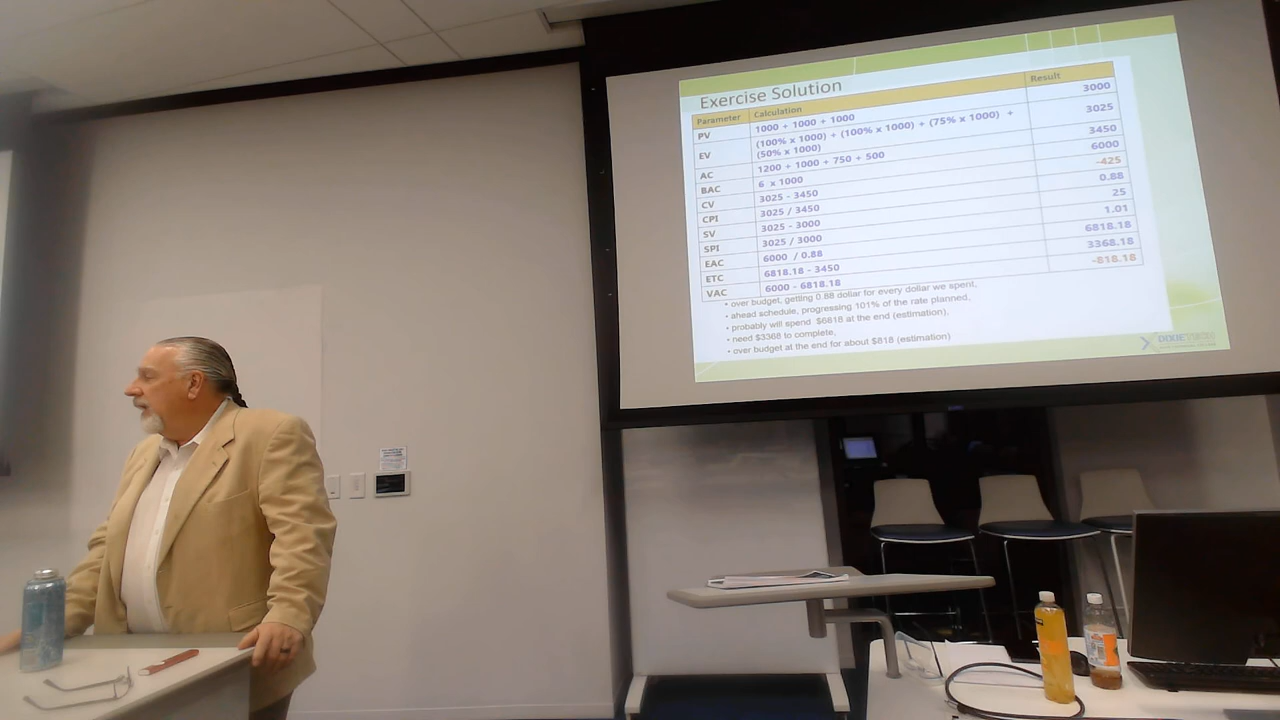 Exercise Solution
Parameter Calculation Result
PV 1000 + 1000 + 1000 3000
EV (100% x 1000) + (100% x 1000) + (75% x 1000) + 3025
(50% x 1000)
AC 1200 + 1000 + 750 + 500 3450
BAC 6 x 1000 6000
CV 3025 - 3450 -425
CPI 3025 / 3450 0.88
SV 3025 - 3000 25
SPI 3025 / 3000 1.01
EAC 6000 / 0.88 6818.18
ETC 6818.18 - 3450 3368.18
VAC 6000 - 6818.18 -818.18
• over budget, getting 0.88 dollar for every dollar we spent,
• ahead schedule, progressing 101% of the rate planned,
• probably will spend $6818 at the end (estimation),
• need $3368 to complete,
• over budget at the end for about $818 (estimation)